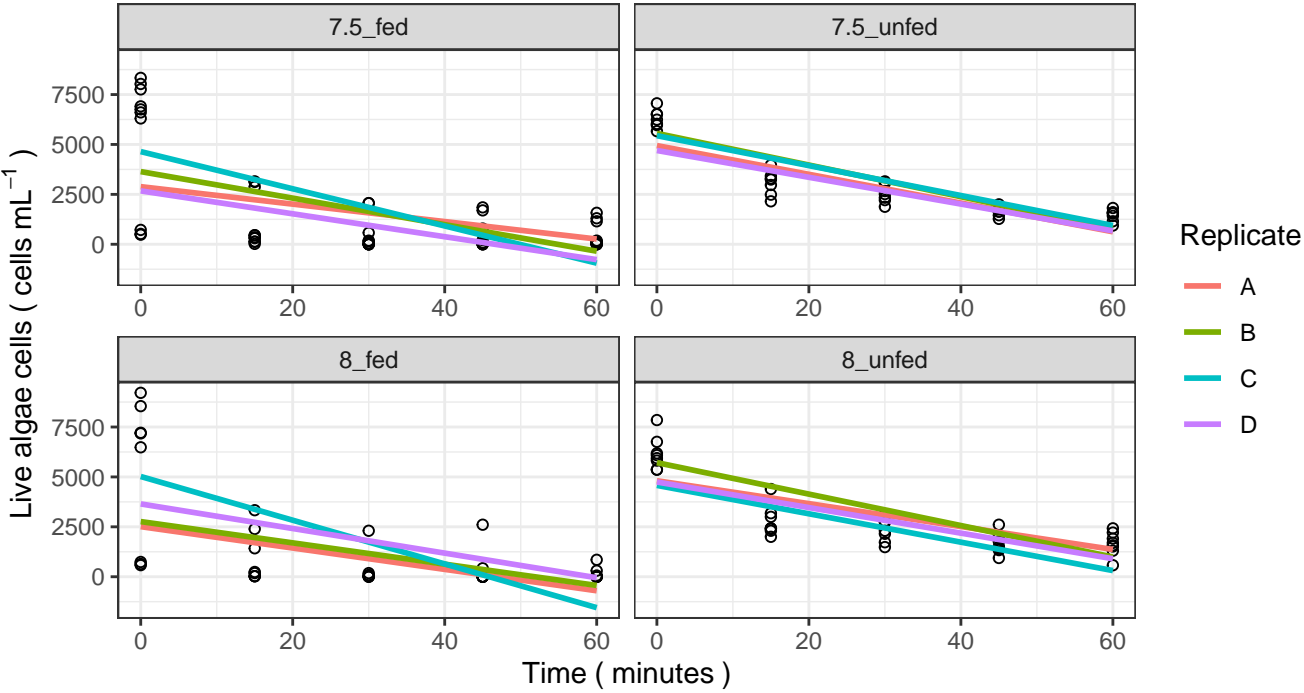 7.5_fed
7.5_unfed
7500
5000
2500
0
0
20
40
60
0
20
40
60
8_fed
8_unfed
7500
5000
2500
0
0
20
40
60
0
20
40
60
Live algae cells ( cells mL−1 )
Time ( minutes )
Replicate
A
B
C
D